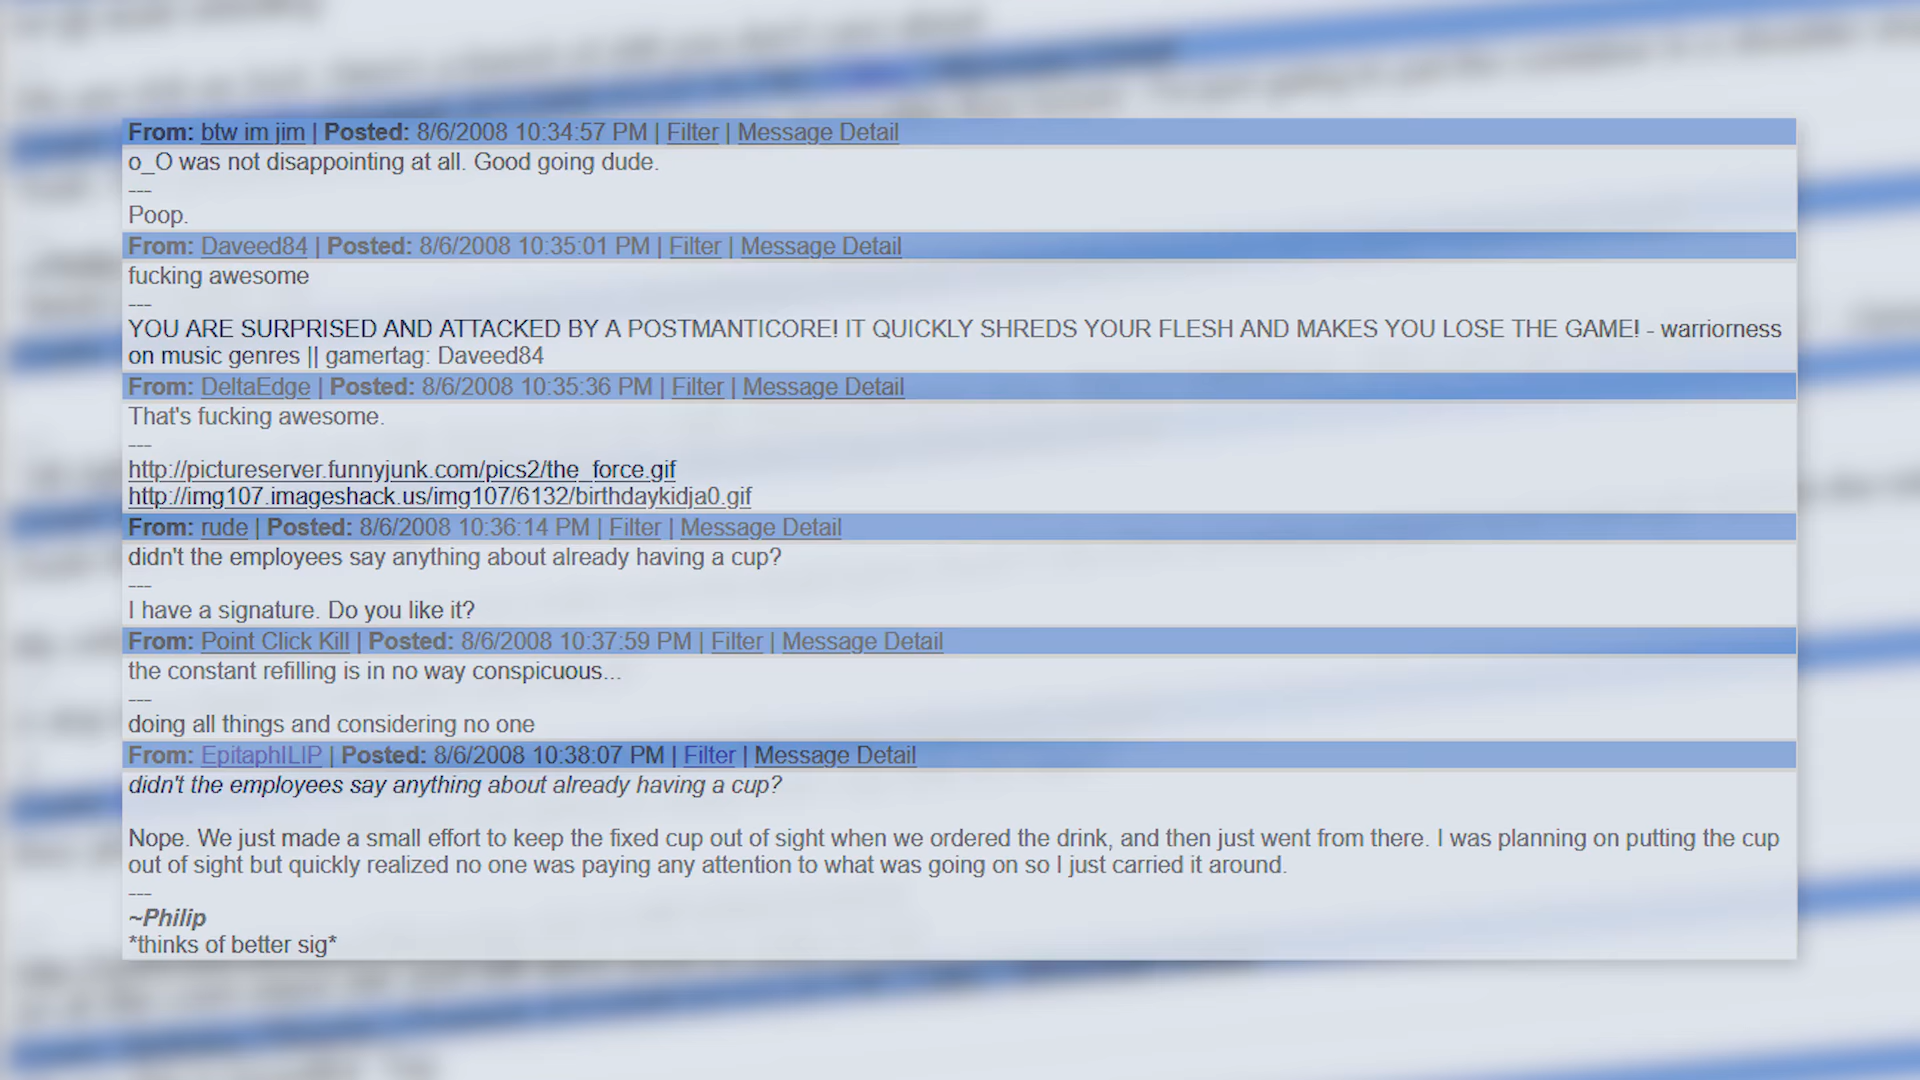 From: btw im jim | Posted: 8/6/2008 10:34:57 PM | Filter | Message Detail
o_O was not disappointing at all. Good going dude.
---
Poop.
From: Daveed84 | Posted: 8/6/2008 10:35:01 PM | Filter | Message Detail
fucking awesome
---
YOU ARE SURPRISED AND ATTACKED BY A POSTMANTICORE! IT QUICKLY SHREDS YOUR FLESH AND MAKES YOU LOSE THE GAME! - warriorness
on music genres || gamertag: Daveed84
From: DeltaEdge | Posted: 8/6/2008 10:35:36 PM | Filter | Message Detail
That's fucking awesome.
---
http://pictureserver.funnyjunk.com/pics2/the_force.gif
http://img107.imageshack.us/img107/6132/birthdaykidja0.gif
From: rude | Posted: 8/6/2008 10:36:14 PM | Filter | Message Detail
didn't the employees say anything about already having a cup?
---
I have a signature. Do you like it?
From: Point Click Kill | Posted: 8/6/2008 10:37:59 PM | Filter | Message Detail
the constant refilling is in no way conspicuous...
---
doing all things and considering no one
From: EpitaphILIP | Posted: 8/6/2008 10:38:07 PM | Filter | Message Detail
didn't the employees say anything about already having a cup?
Nope. We just made a small effort to keep the fixed cup out of sight when we ordered the drink, and then just went from there. I was planning on putting the cup
out of sight but quickly realized no one was paying any attention to what was going on so I just carried it around.
---
~Philip
*thinks of better sig*